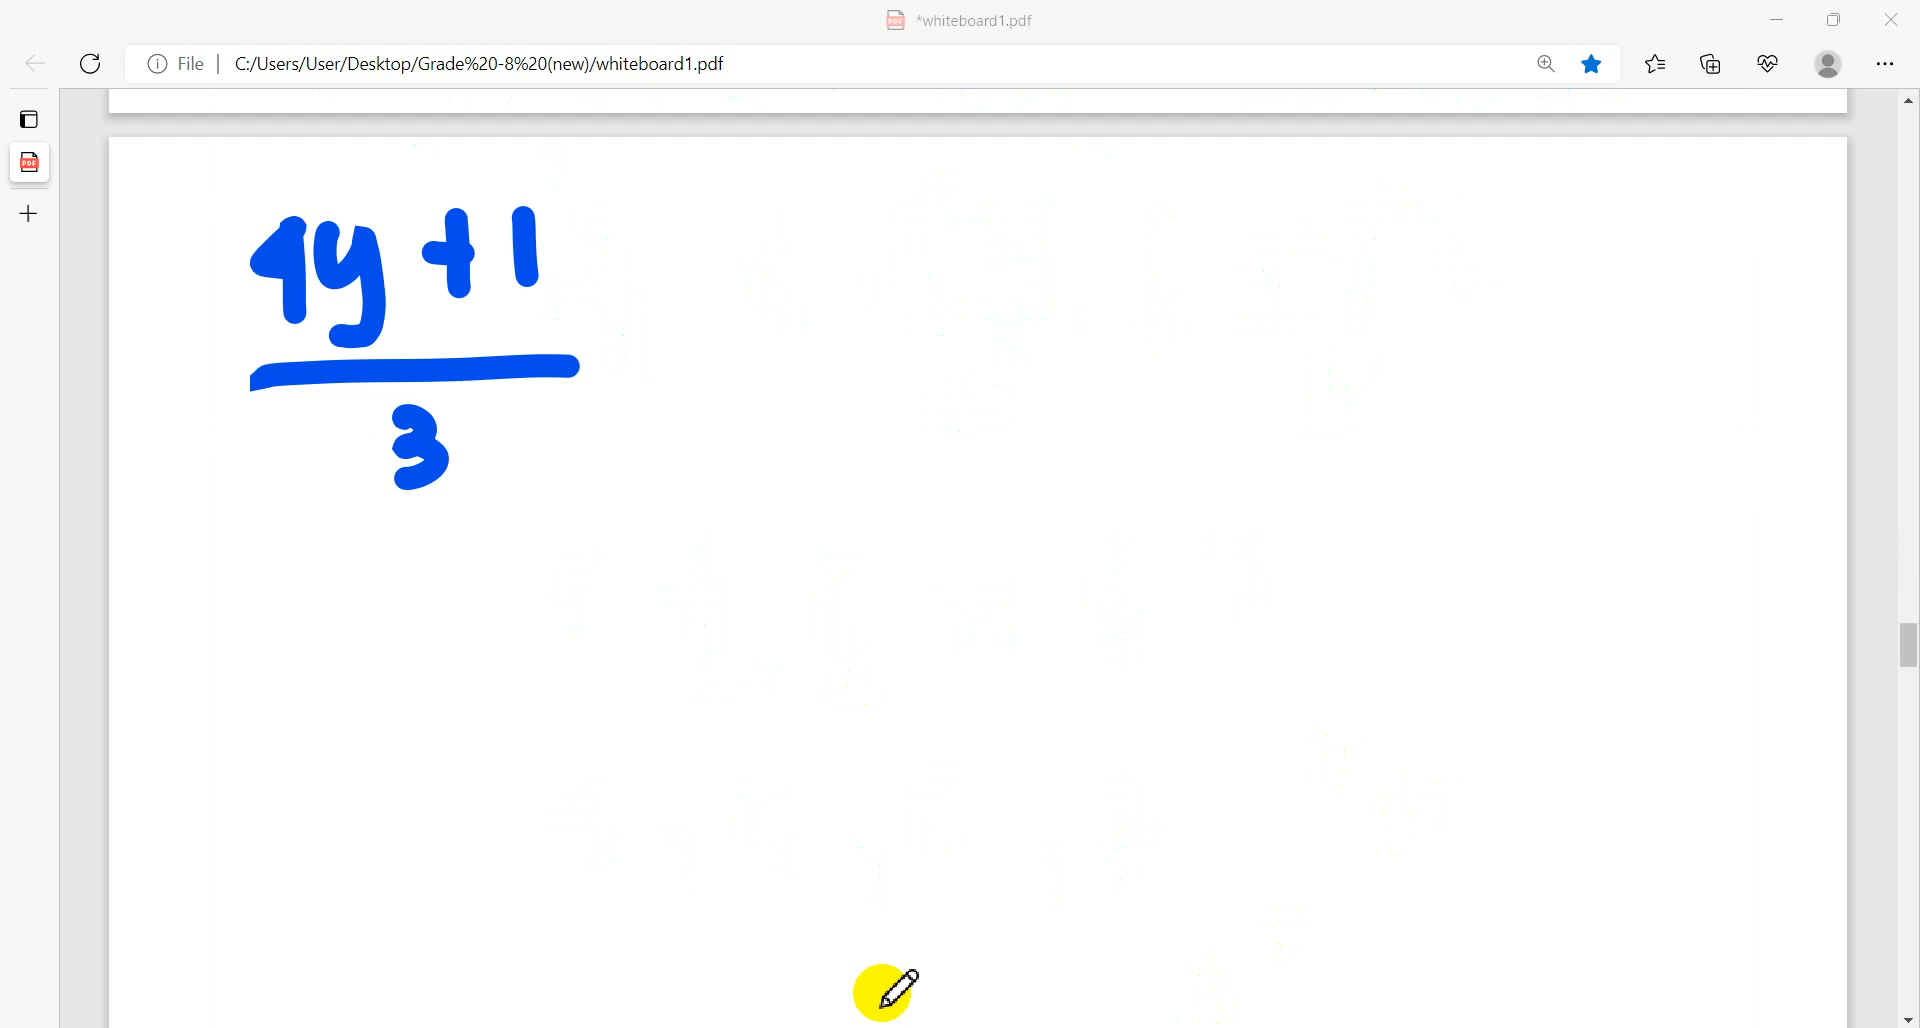 *whiteboard1.pdf
File | C:/Users/User/Desktop/Grade%20-8%20(new)/whiteboard1.pdf
4y + 1
3